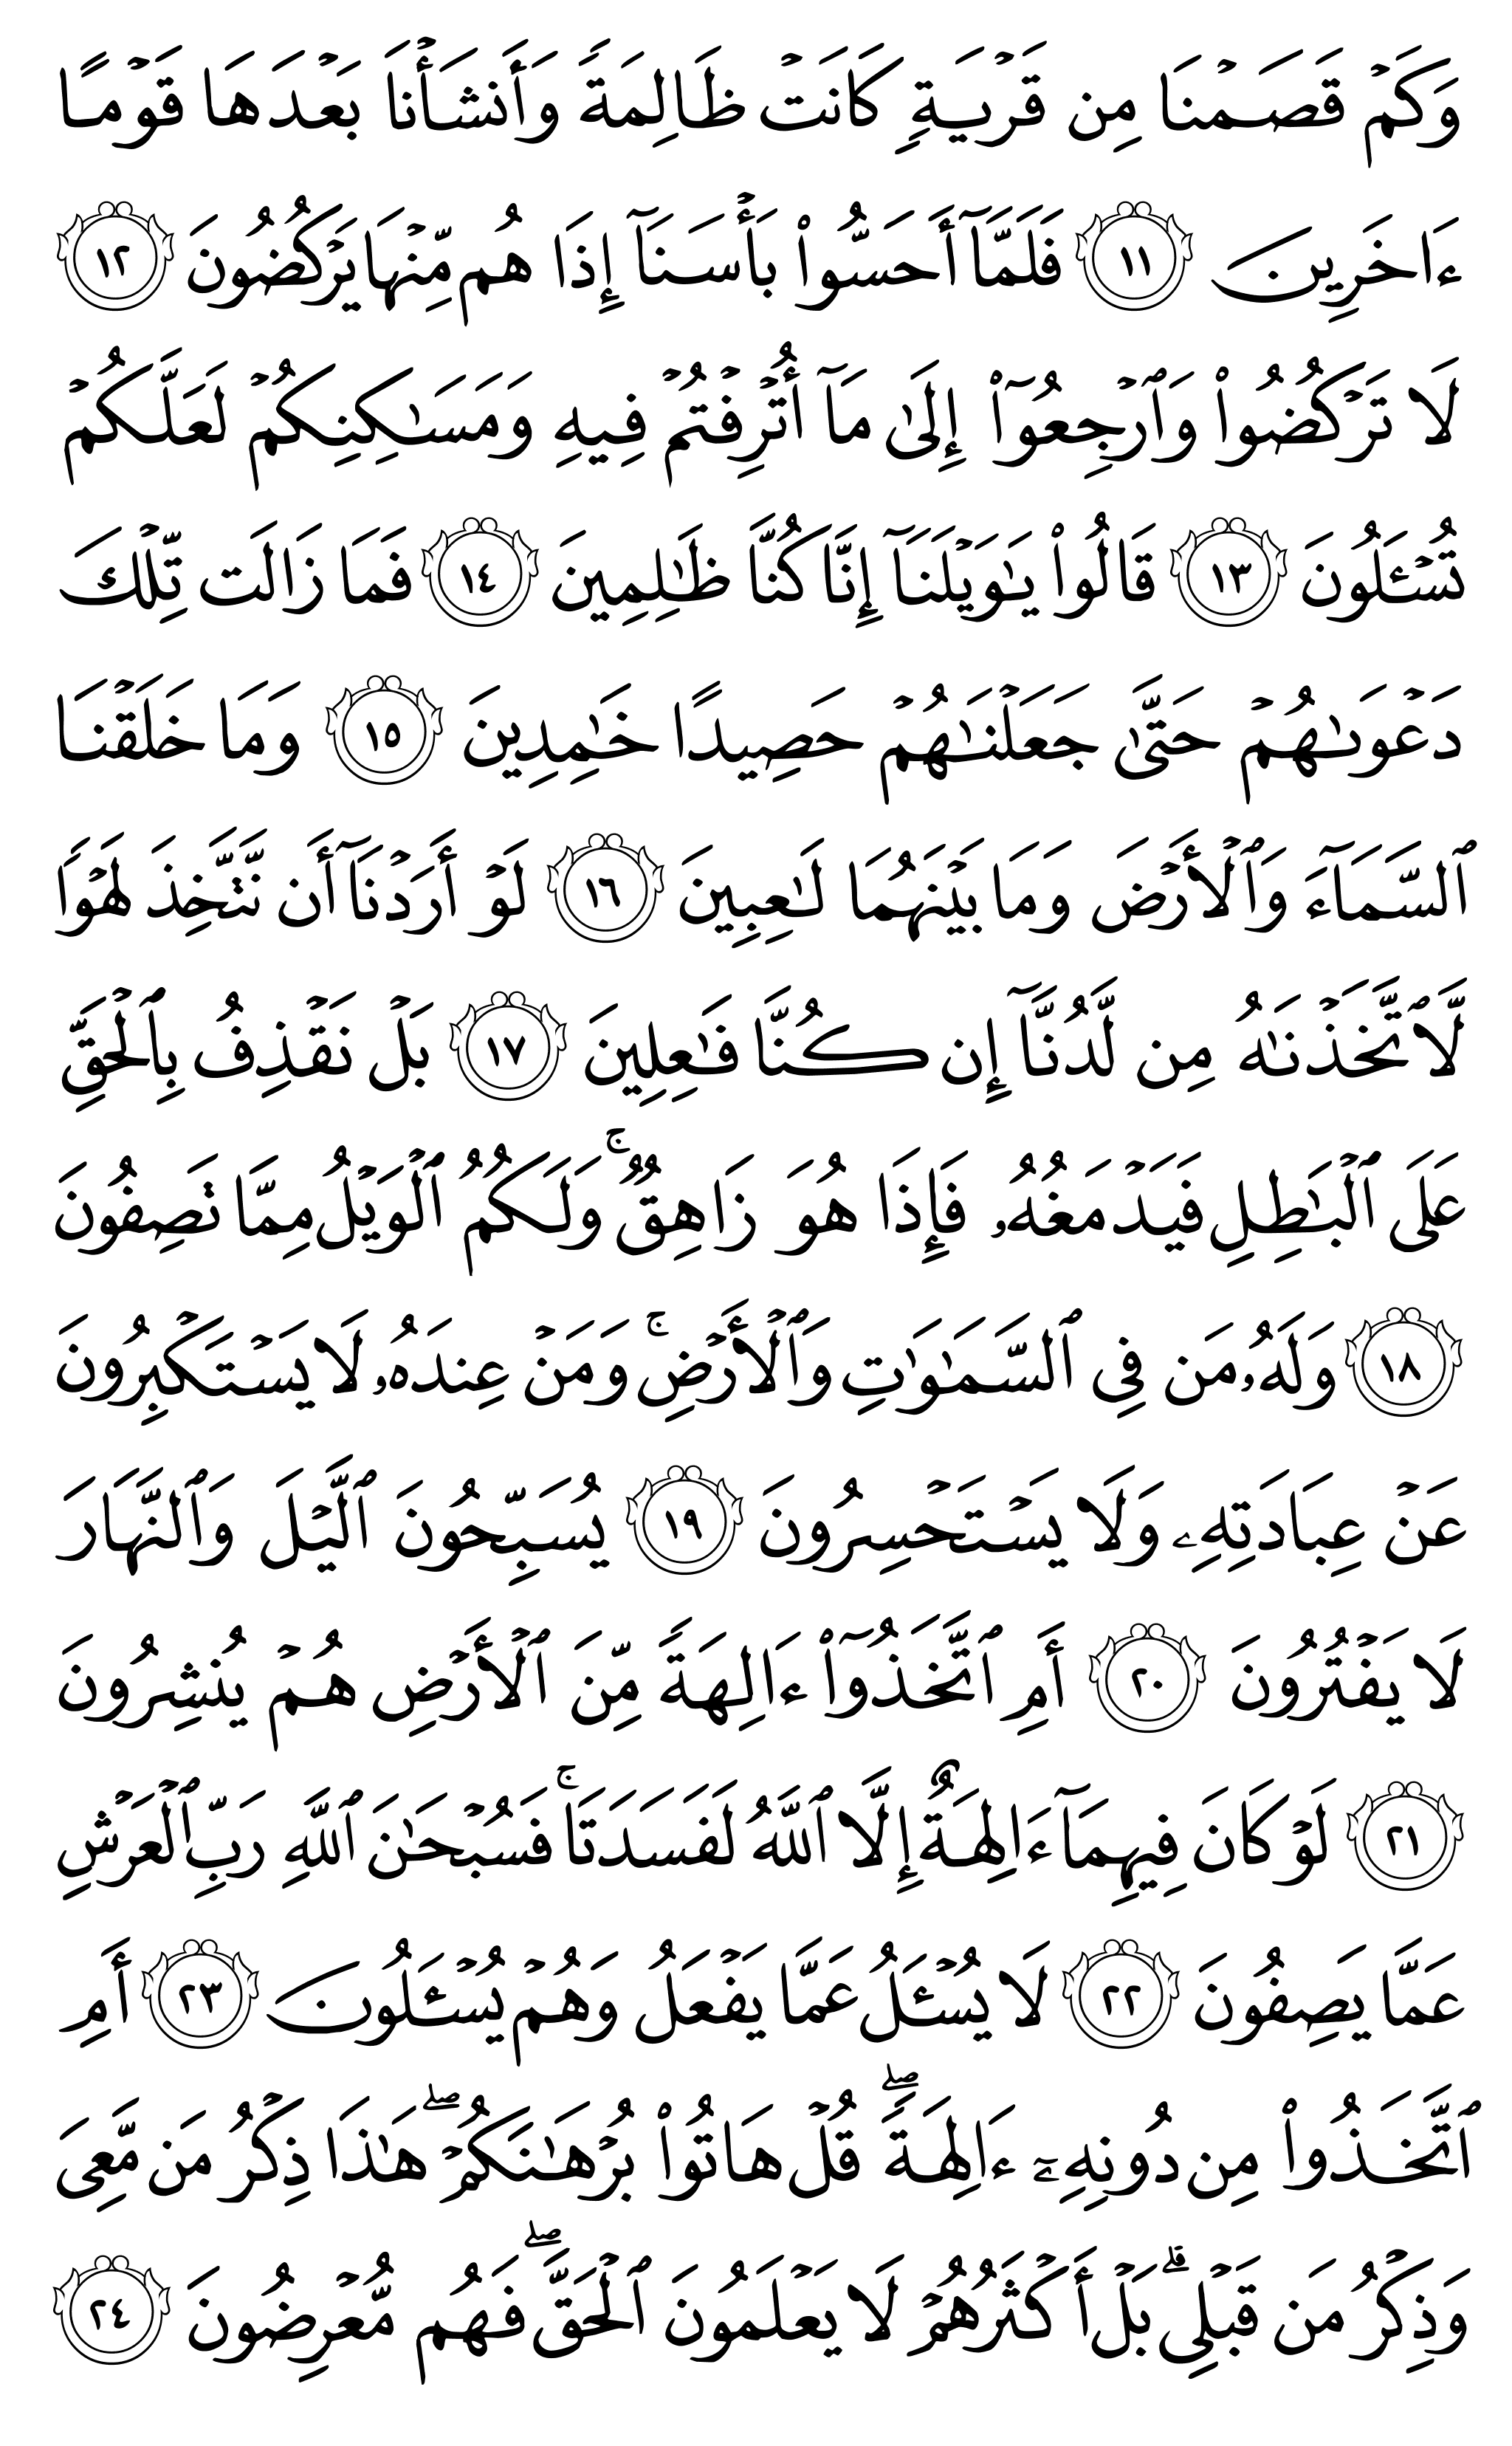 وَكَمۡ قَصَمۡنَا مِن قَرۡيَةٖ كَانَتۡ ظَالِمَةٗ وَأَنشَأۡنَا بَعۡدَهَا قَوۡمًا
ءَاخَرِينَ ١١ فَلَمَّآ أَحَسُّواْ بَأۡسَنَآ إِذَا هُم مِّنۡهَا يَرۡكُضُونَ ١٢
لَا تَرۡكُضُواْ وَٱرۡجِعُوٓاْ إِلَىٰ مَآ أُتۡرِفۡتُمۡ فِيهِ وَمَسَٰكِنِكُمۡ لَعَلَّكُمۡ
تُسۡـَٔلُونَ ١٣ قَالُواْ يَٰوَيۡلَنَآ إِنَّا كُنَّا ظَٰلِمِينَ ١٤ فَمَا زَالَت تِّلۡكَ
دَعۡوَىٰهُمۡ حَتَّىٰ جَعَلۡنَٰهُمۡ حَصِيدًا خَٰمِدِينَ ١٥ وَمَا خَلَقۡنَا
ٱلسَّمَآءَ وَٱلۡأَرۡضَ وَمَا بَيۡنَهُمَا لَٰعِبِينَ ١٦ لَوۡ أَرَدۡنَآ أَن نَّتَّخِذَ لَهۡوٗا
لَّٱتَّخَذۡنَٰهُ مِن لَّدُنَّآ إِن كُنَّا فَٰعِلِينَ ١٧ بَلۡ نَقۡذِفُ بِٱلۡحَقِّ
عَلَى ٱلۡبَٰطِلِ فَيَدۡمَغُهُۥ فَإِذَا هُوَ زَاهِقٞۚ وَلَكُمُ ٱلۡوَيۡلُ مِمَّا تَصِفُونَ
١٨ وَلَهُۥ مَن فِي ٱلسَّمَٰوَٰتِ وَٱلۡأَرۡضِۚ وَمَنۡ عِندَهُۥ لَا يَسۡتَكۡبِرُونَ
عَنۡ عِبَادَتِهِۦ وَلَا يَسۡتَحۡسِرُونَ ١٩ يُسَبِّحُونَ ٱلَّيۡلَ وَٱلنَّهَارَ
لَا يَفۡتُرُونَ ٢٠ أَمِ ٱتَّخَذُوٓاْ ءَالِهَةٗ مِّنَ ٱلۡأَرۡضِ هُمۡ يُنشِرُونَ
٢١ لَوۡ كَانَ فِيهِمَآ ءَالِهَةٌ إِلَّا ٱللَّهُ لَفَسَدَتَاۚ فَسُبۡحَٰنَ ٱللَّهِ رَبِّ ٱلۡعَرۡشِ
عَمَّا يَصِفُونَ ٢٢ لَا يُسۡـَٔلُ عَمَّا يَفۡعَلُ وَهُمۡ يُسۡـَٔلُونَ ٢٣ أَمِ
ٱتَّخَذُواْ مِن دُونِهِۦٓ ءَالِهَةٗۖ قُلۡ هَاتُواْ بُرۡهَٰنَكُمۡۖ هَٰذَا ذِكۡرُ مَن مَّعِيَ
وَذِكۡرُ مَن قَبۡلِيۚ بَلۡ أَكۡثَرُهُمۡ لَا يَعۡلَمُونَ ٱلۡحَقَّۖ فَهُم مُّعۡرِضُونَ ٢٤